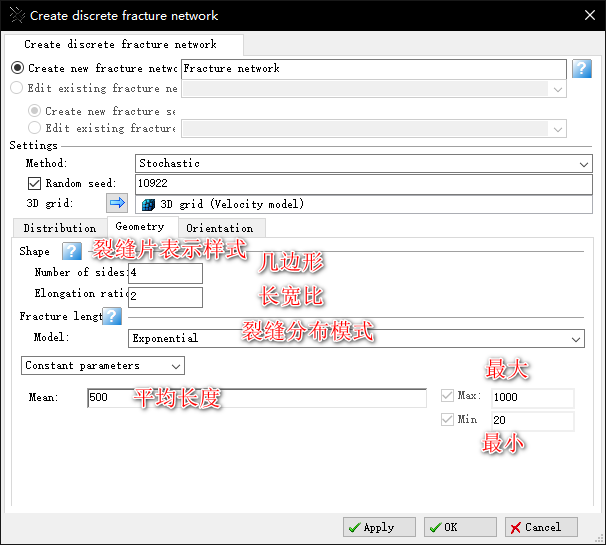 Create discrete fracture network
Create discrete fracture network
Create new fracture netwo Fracture network
Edit existing fracture ne
Create new fracture se
Edit existing fracture
Settings
Method: Stochastic
Random seed: 10922
3D grid: 3D grid (Velocity model)
Distribution Geometry Orientation
Shape ? 裂缝片表示样式
Number of sides: 4 几边形
Elongation ratio 2 长宽比
Fracture lengt ? 裂缝分布模式
Model: Exponential
Constant parameters
最大
Mean: 500 平均长度 Max: 1000
Min 20
最小
Apply OK Cancel